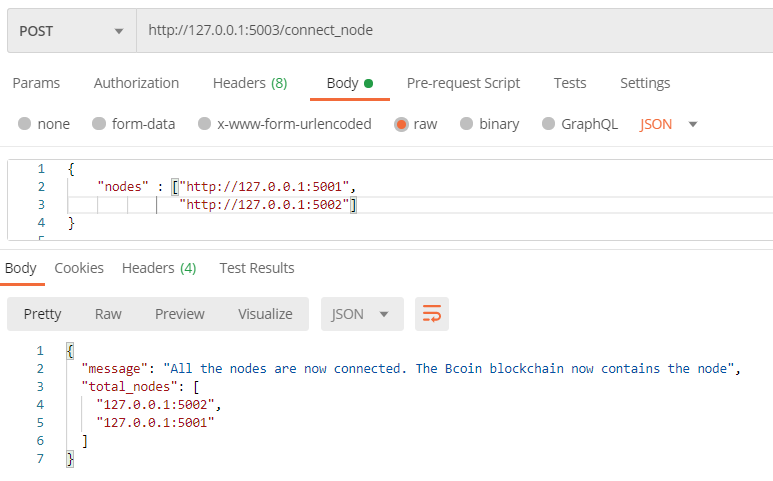 POST http://127.0.0.1:5003/connect_node
Params Authorization Headers (8) Body Pre-request Script Tests Settings
none form-data x-www-form-urlencoded raw binary GraphQL JSON
1 {
2 "nodes" : ["http://127.0.0.1:5001",
3 "http://127.0.0.1:5002"]
4 }
5
Body Cookies Headers (4) Test Results
Pretty Raw Preview Visualize JSON
1 {
2 "message": "All the nodes are now connected. The Bcoin blockchain now contains the node",
3 "total_nodes": [
4 "127.0.0.1:5002",
5 "127.0.0.1:5001"
6 ]
7 }